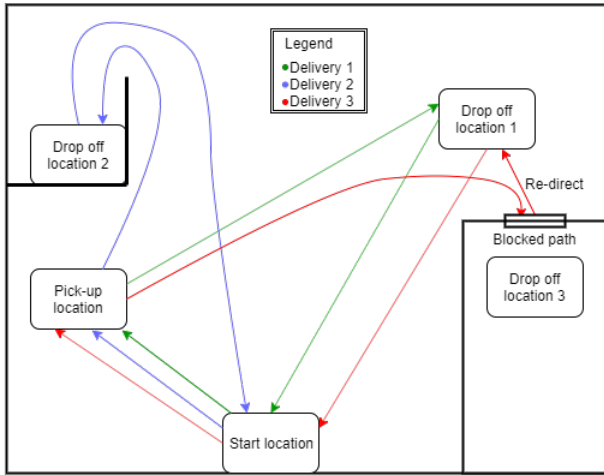 Legend
Delivery 1
Delivery 2
Delivery 3
Drop off
location 1
Drop off
location 2
Re-direct
Blocked path
Drop off
location 3
Pick-up
location
Start location